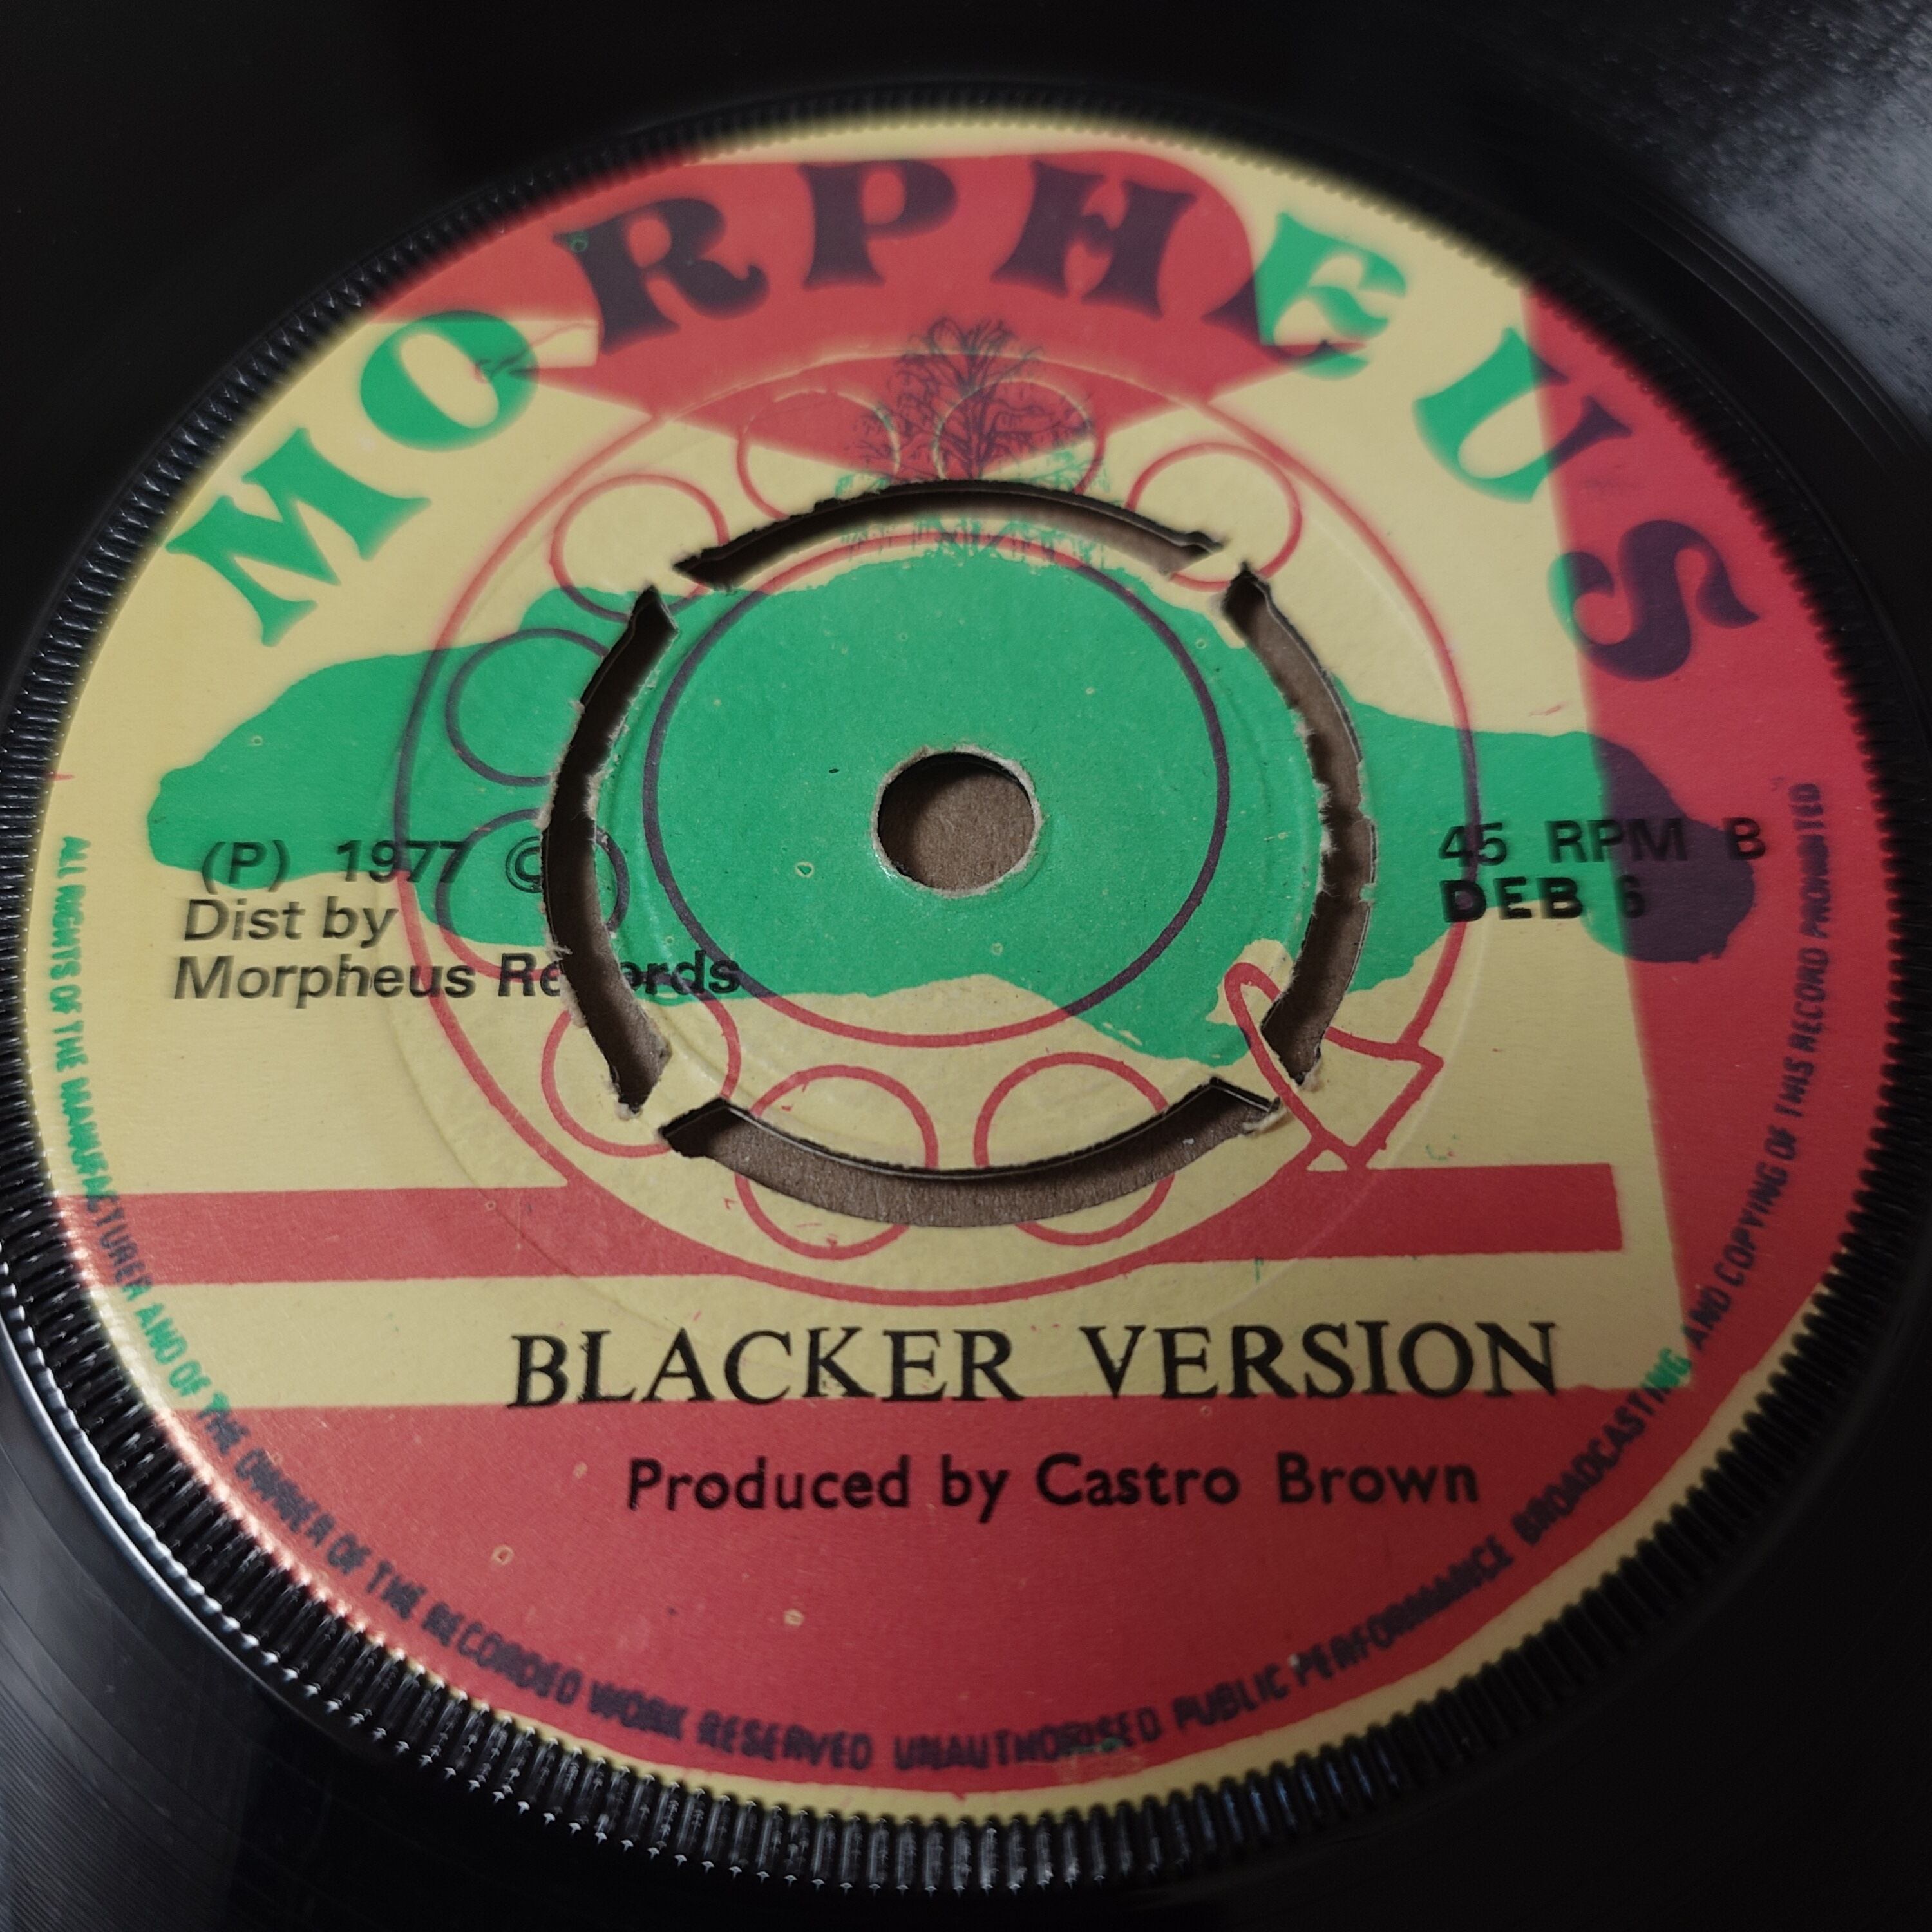 MORPHEUS
(P) 1977 ©
Dist by
Morpheus Records
45 RPM B
DEB 6
BLACKER VERSION
Produced by Castro Brown
ALL RIGHTS OF THE MANUFACTURER AND OF THE OWNER OF THE RECORDED WORK RESERVED UNAUTHORISED PUBLIC PERFORMANCE BROADCASTING AND COPYING OF THIS RECORD PROHIBITED